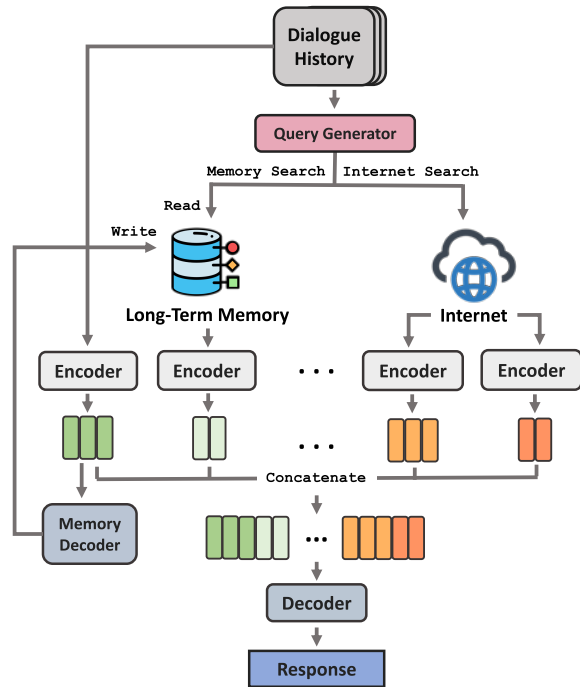 Dialogue
History
Query Generator
Memory Search
Internet Search
Read
Write
Long-Term Memory
Internet
Encoder
Encoder
...
Encoder
Encoder
...
Concatenate
Memory
Decoder
...
Decoder
Response